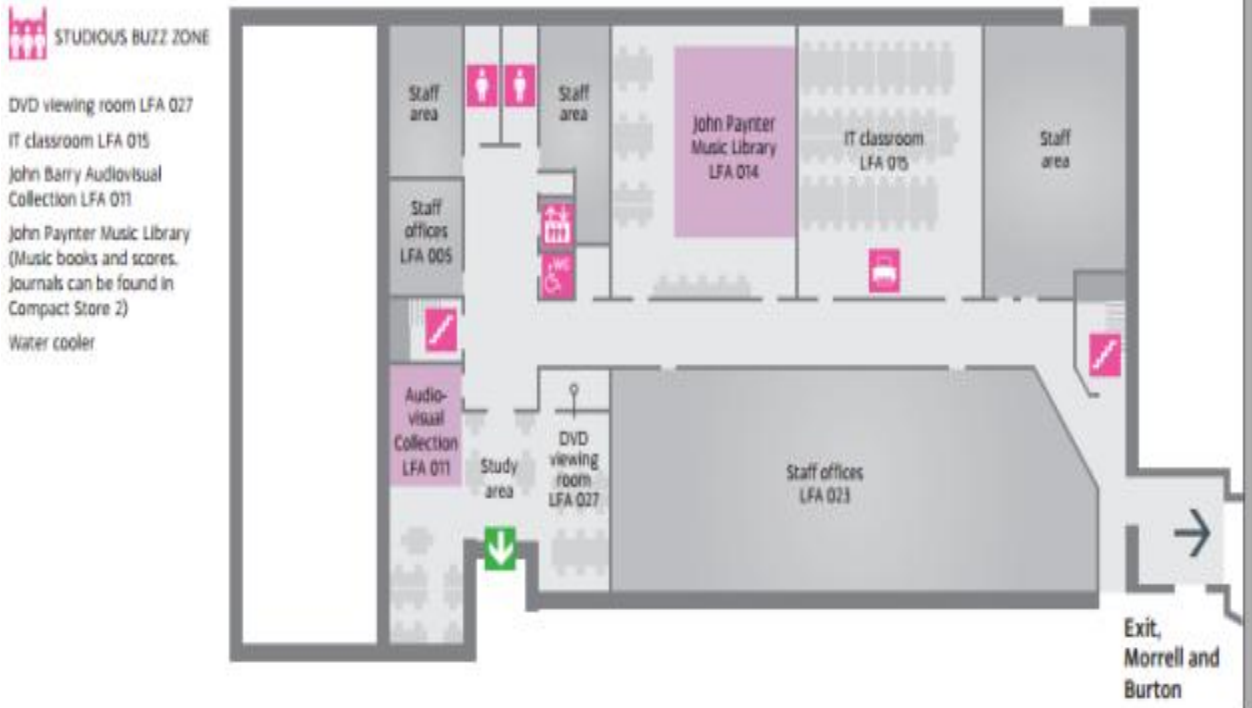 STUDIOUS BUZZ ZONE
DVD viewing room LFA 027
IT classroom LFA 015
John Barry Audiovisual
Collection LFA 011
John Paynter Music Library
(Music books and scores.
Journals can be found in
Compact Store 2)
Water cooler
Staff
area
Staff
area
John Paynter
Music Library
LFA 014
IT classroom
LFA 015
Staff
area
Staff
offices
LFA 005
WC
Audio-
visual
Collection
LFA 011
Study
area
DVD
viewing
room
LFA 027
Staff offices
LFA 023
Exit,
Morrell and
Burton